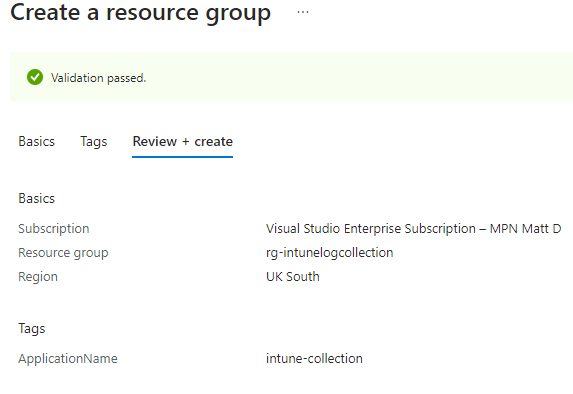 Create a resource group ...
Validation passed.
Basics Tags Review + create
Basics
Subscription Visual Studio Enterprise Subscription – MPN Matt D
Resource group rg-intunelogcollection
Region UK South
Tags
ApplicationName intune-collection